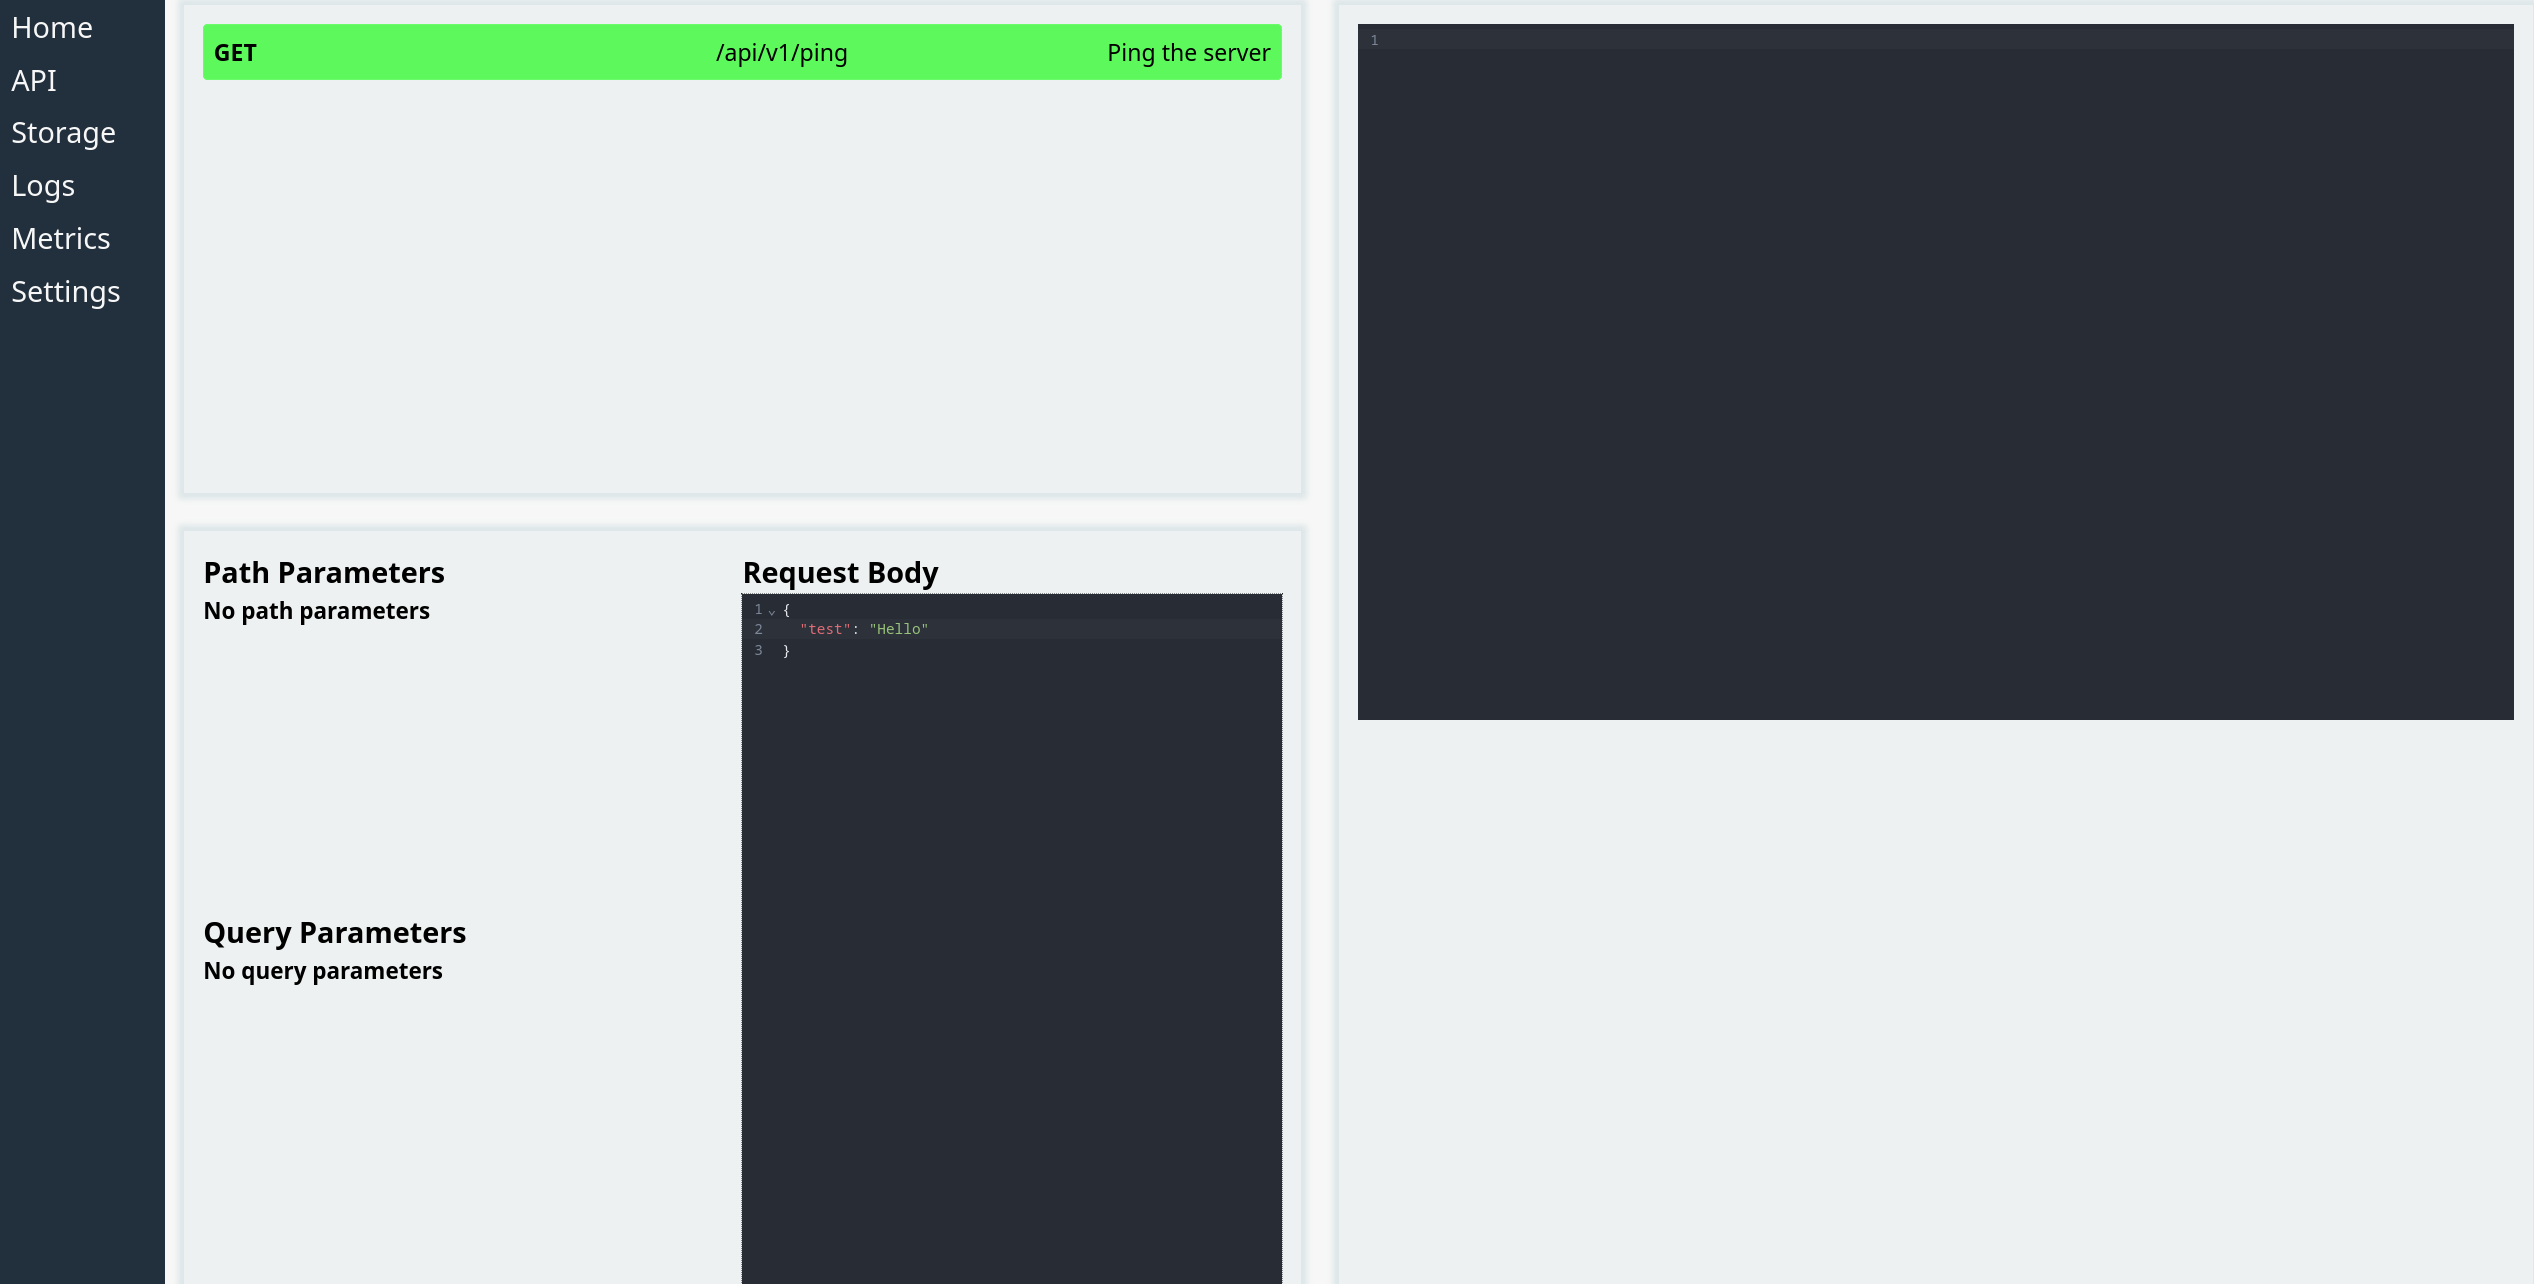 Home
API
Storage
Logs
Metrics
Settings
GET /api/v1/ping Ping the server
Path Parameters
No path parameters
Query Parameters
No query parameters
Request Body
1 {
2 "test": "Hello"
3 }
1